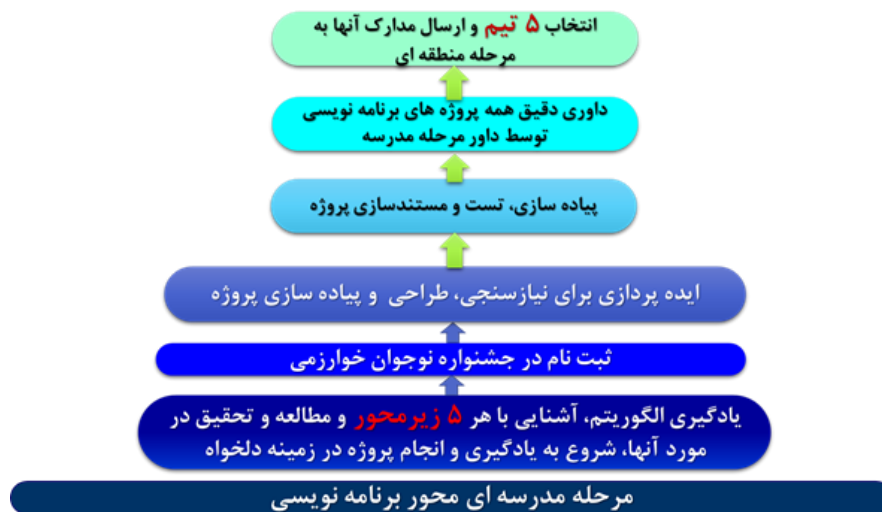 انتخاب ۵ تیم و ارسال مدارک آنها به
مرحله منطقه ای
داوری دقیق همه پروژه های برنامه نویسی
توسط داور مرحله مدرسه
پیاده سازی، تست و مستندسازی پروژه
ایده پردازی برای نیازسنجی، طراحی و پیاده سازی پروژه
ثبت نام در جشنواره نوجوان خوارزمی
یادگیری الگوریتم، آشنایی با هر ۵ زیرمحور و مطالعه و تحقیق در
مورد آنها، شروع به یادگیری و انجام پروژه در زمینه دلخواه
مرحله مدرسه ای محور برنامه نویسی